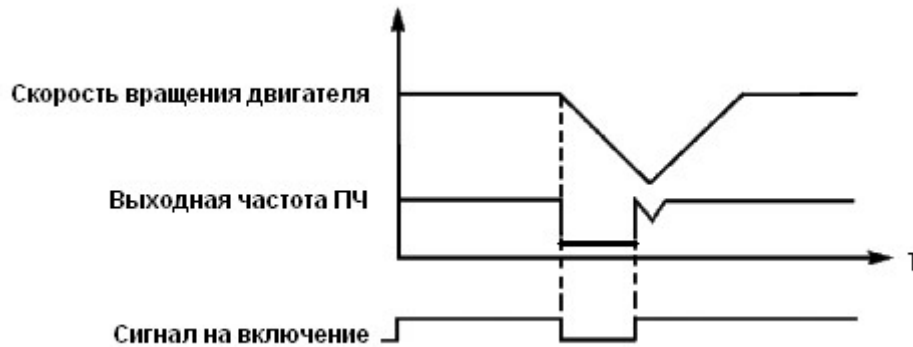 Скорость вращения двигателя
Выходная частота ПЧ
T
Сигнал на включение